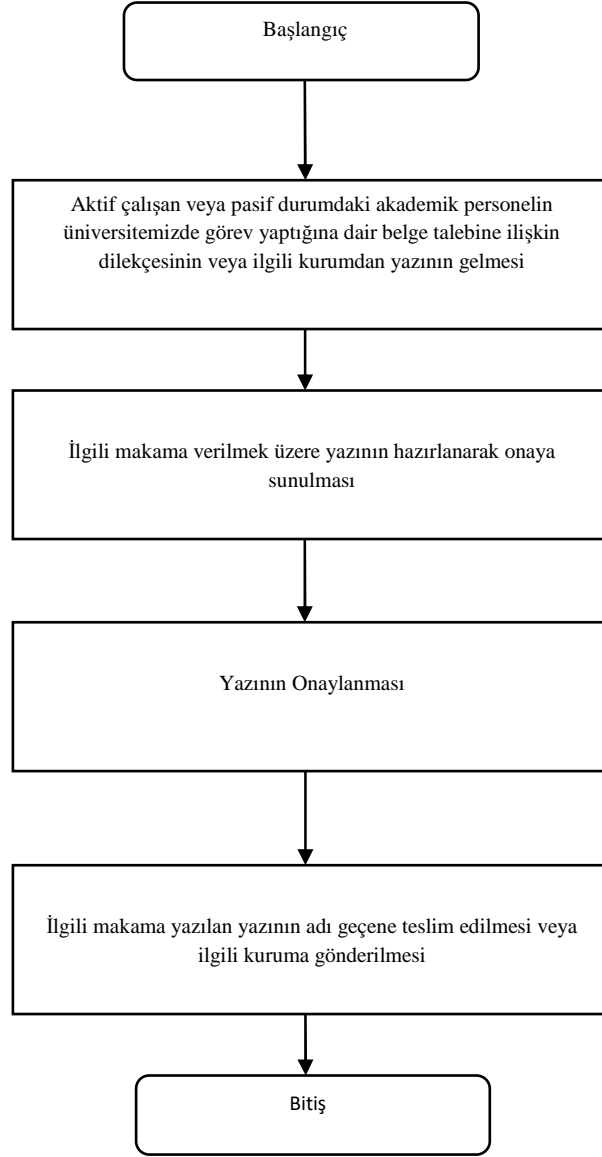 Başlangıç
Aktif çalışan veya pasif durumdaki akademik personelin
üniversitemizde görev yaptığına dair belge talebine ilişkin
dilekçesinin veya ilgili kurumdan yazının gelmesi
İlgili makama verilmek üzere yazının hazırlanarak onaya
sunulması
Yazının Onaylanması
İlgili makama yazılan yazının adı geçene teslim edilmesi veya
ilgili kuruma gönderilmesi
Bitiş